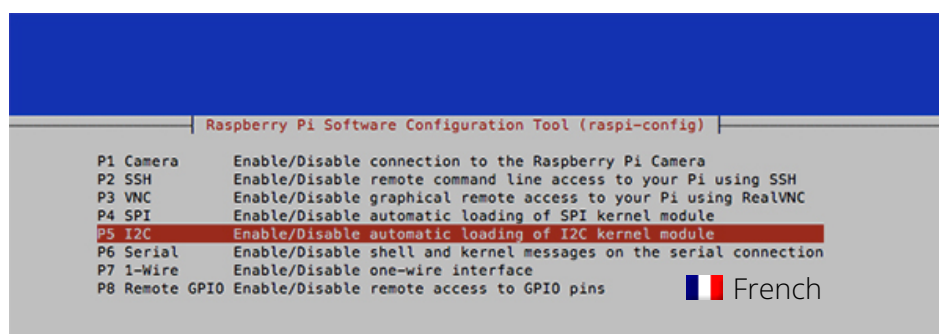 Raspberry Pi Software Configuration Tool (raspi-config)
P1 Camera Enable/Disable connection to the Raspberry Pi Camera
P2 SSH Enable/Disable remote command line access to your Pi using SSH
P3 VNC Enable/Disable graphical remote access to your Pi using RealVNC
P4 SPI Enable/Disable automatic loading of SPI kernel module
P5 I2C Enable/Disable automatic loading of I2C kernel module
P6 Serial Enable/Disable shell and kernel messages on the serial connection
P7 1-Wire Enable/Disable one-wire interface
P8 Remote GPIO Enable/Disable remote access to GPIO pins
French